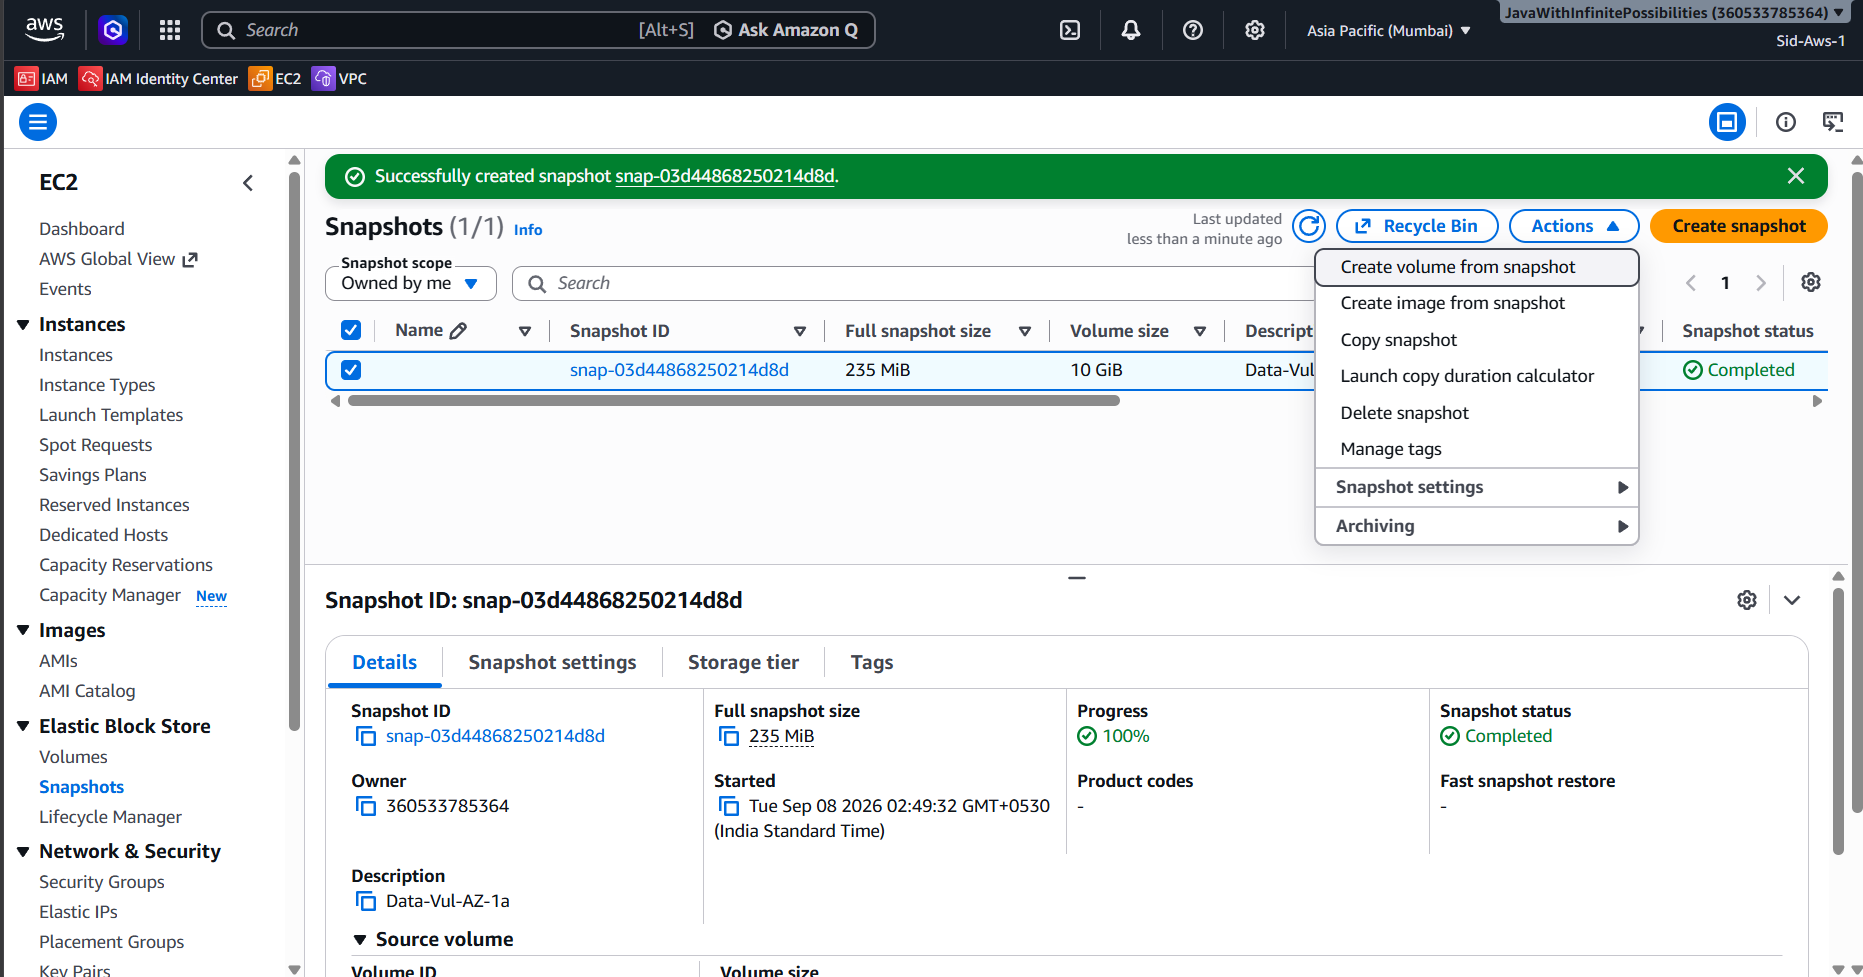 aws
Search [Alt+S] Ask Amazon Q
Asia Pacific (Mumbai)
JavaWithInfinitePossibilities (360533785364)
Sid-Aws-1
IAM IAM Identity Center EC2 VPC
EC2
Dashboard
AWS Global View
Events
Instances
Instances
Instance Types
Launch Templates
Spot Requests
Savings Plans
Reserved Instances
Dedicated Hosts
Capacity Reservations
Capacity Manager New
Images
AMIs
AMI Catalog
Elastic Block Store
Volumes
Snapshots
Lifecycle Manager
Network & Security
Security Groups
Elastic IPs
Placement Groups
Key Pairs
Successfully created snapshot snap-03d44868250214d8d.
Snapshots (1/1) Info
Last updated
less than a minute ago
Recycle Bin
Actions
Create snapshot
Snapshot scope
Owned by me
Search
1
Create volume from snapshot
Create image from snapshot
Copy snapshot
Launch copy duration calculator
Delete snapshot
Manage tags
Snapshot settings
Archiving
Name Snapshot ID Full snapshot size Volume size Descript Snapshot status
snap-03d44868250214d8d 235 MiB 10 GiB Data-Vul Completed
Snapshot ID: snap-03d44868250214d8d
Details Snapshot settings Storage tier Tags
Snapshot ID
snap-03d44868250214d8d
Full snapshot size
235 MiB
Progress
100%
Snapshot status
Completed
Owner
360533785364
Started
Tue Sep 08 2026 02:49:32 GMT+0530
(India Standard Time)
Product codes
-
Fast snapshot restore
-
Description
Data-Vul-AZ-1a
Source volume
Volume ID
Volume size